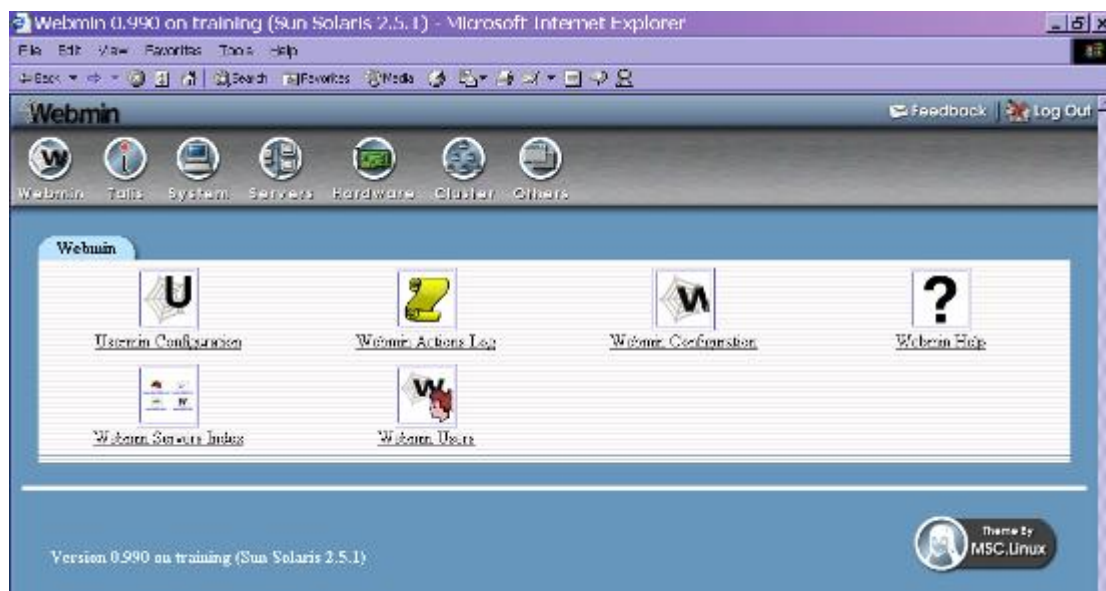 Webmin 0.990 on training (Sun Solaris 2.5.1) - Microsoft Internet Explorer
File Edit View Favorites Tools Help
Back Search Favorites Media
Webmin Feedback Log Out
W i
Webmin System Servers Hardware Cluster Others
Webmin
U W ?
Usermin Configuration Webmin Actions Log Webmin Configuration Webmin Help
W
Webmin Servers Index Webmin Users
Version 0.990 on training (Sun Solaris 2.5.1)
Theme By
MSC.Linux